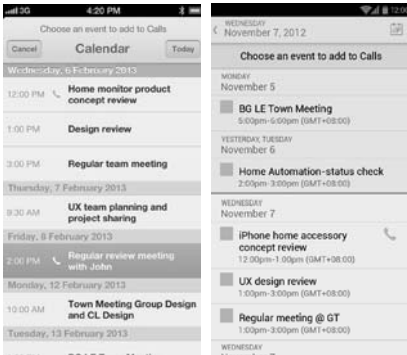 3G 4:20 PM
Choose an event to add to Calls
Cancel Calendar Today
Wednesday, 6 February 2013
12:00 PM Home monitor product
concept review
1:00 PM Design review
3:00 PM Regular team meeting
Thursday, 7 February 2013
9:30 AM UX team planning and
project sharing
Friday, 8 February 2013
2:00 PM Regular review meeting
with John
Monday, 12 February 2013
10:00 AM Town Meeting Group Design
and CL Design
Tuesday, 13 February 2013
12:00
WEDNESDAY
November 7, 2012
Choose an event to add to Calls
MONDAY
November 5
BG LE Town Meeting
5:00pm-6:00pm (GMT+08:00)
YESTERDAY, TUESDAY
November 6
Home Automation-status check
2:00pm-3:00pm (GMT+08:00)
WEDNESDAY
November 7
iPhone home accessory
concept review
12:00pm-1:00pm (GMT+08:00)
UX design review
1:00pm-3:00pm (GMT+08:00)
Regular meeting @ GT
1:00pm-3:00pm (GMT+08:00)
WEDNESDAY